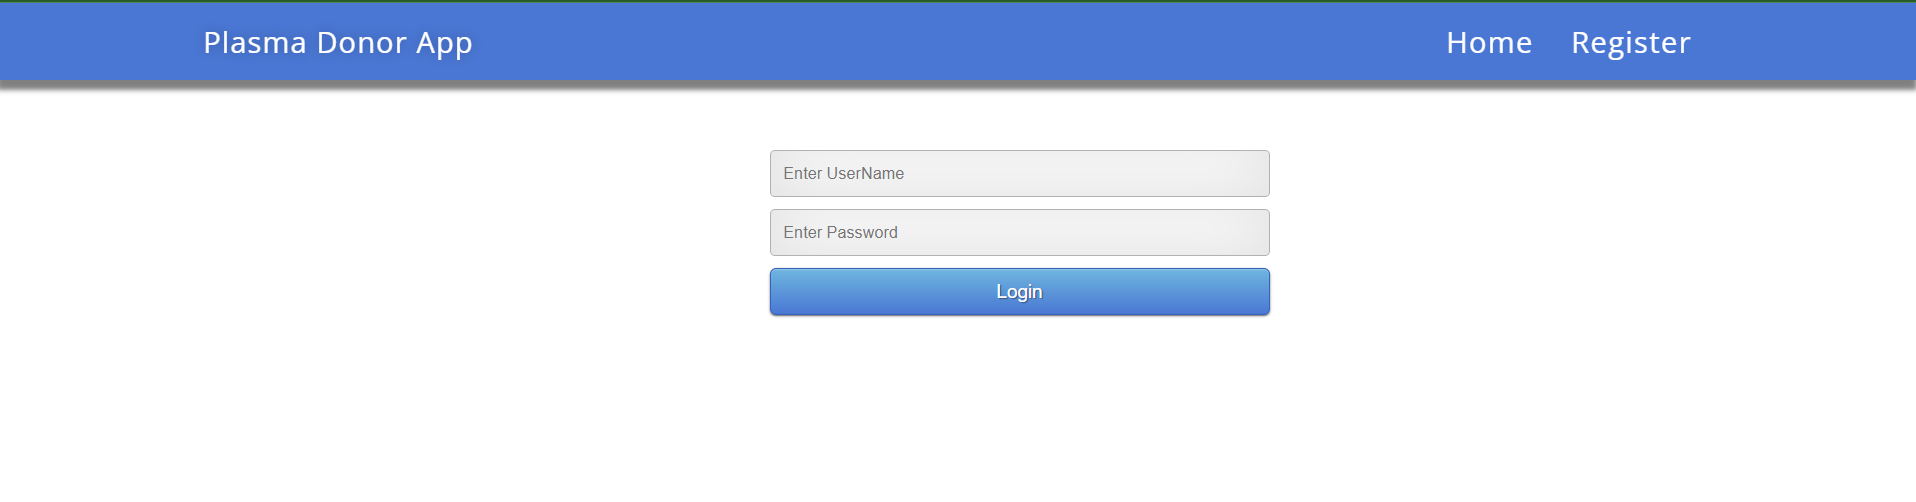 Plasma Donor App Home Register
Enter UserName
Enter Password
Login